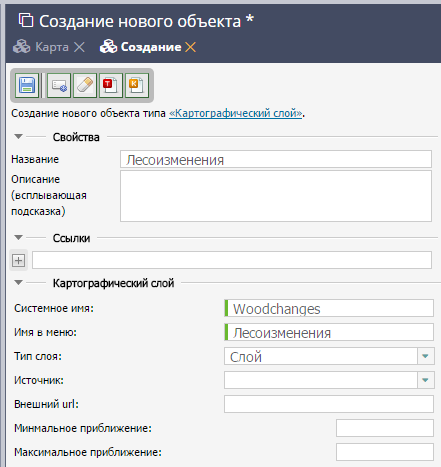 Создание нового объекта *
Карта Создание
Т К
Создание нового объекта типа «Картографический слой».
Свойства
Название Лесоизменения
Описание
(всплывающая
подсказка)
Ссылки
Картографический слой
Системное имя: Woodchanges
Имя в меню: Лесоизменения
Тип слоя: Слой
Источник:
Внешний url:
Минмальное приближение:
Максимальное приближение: